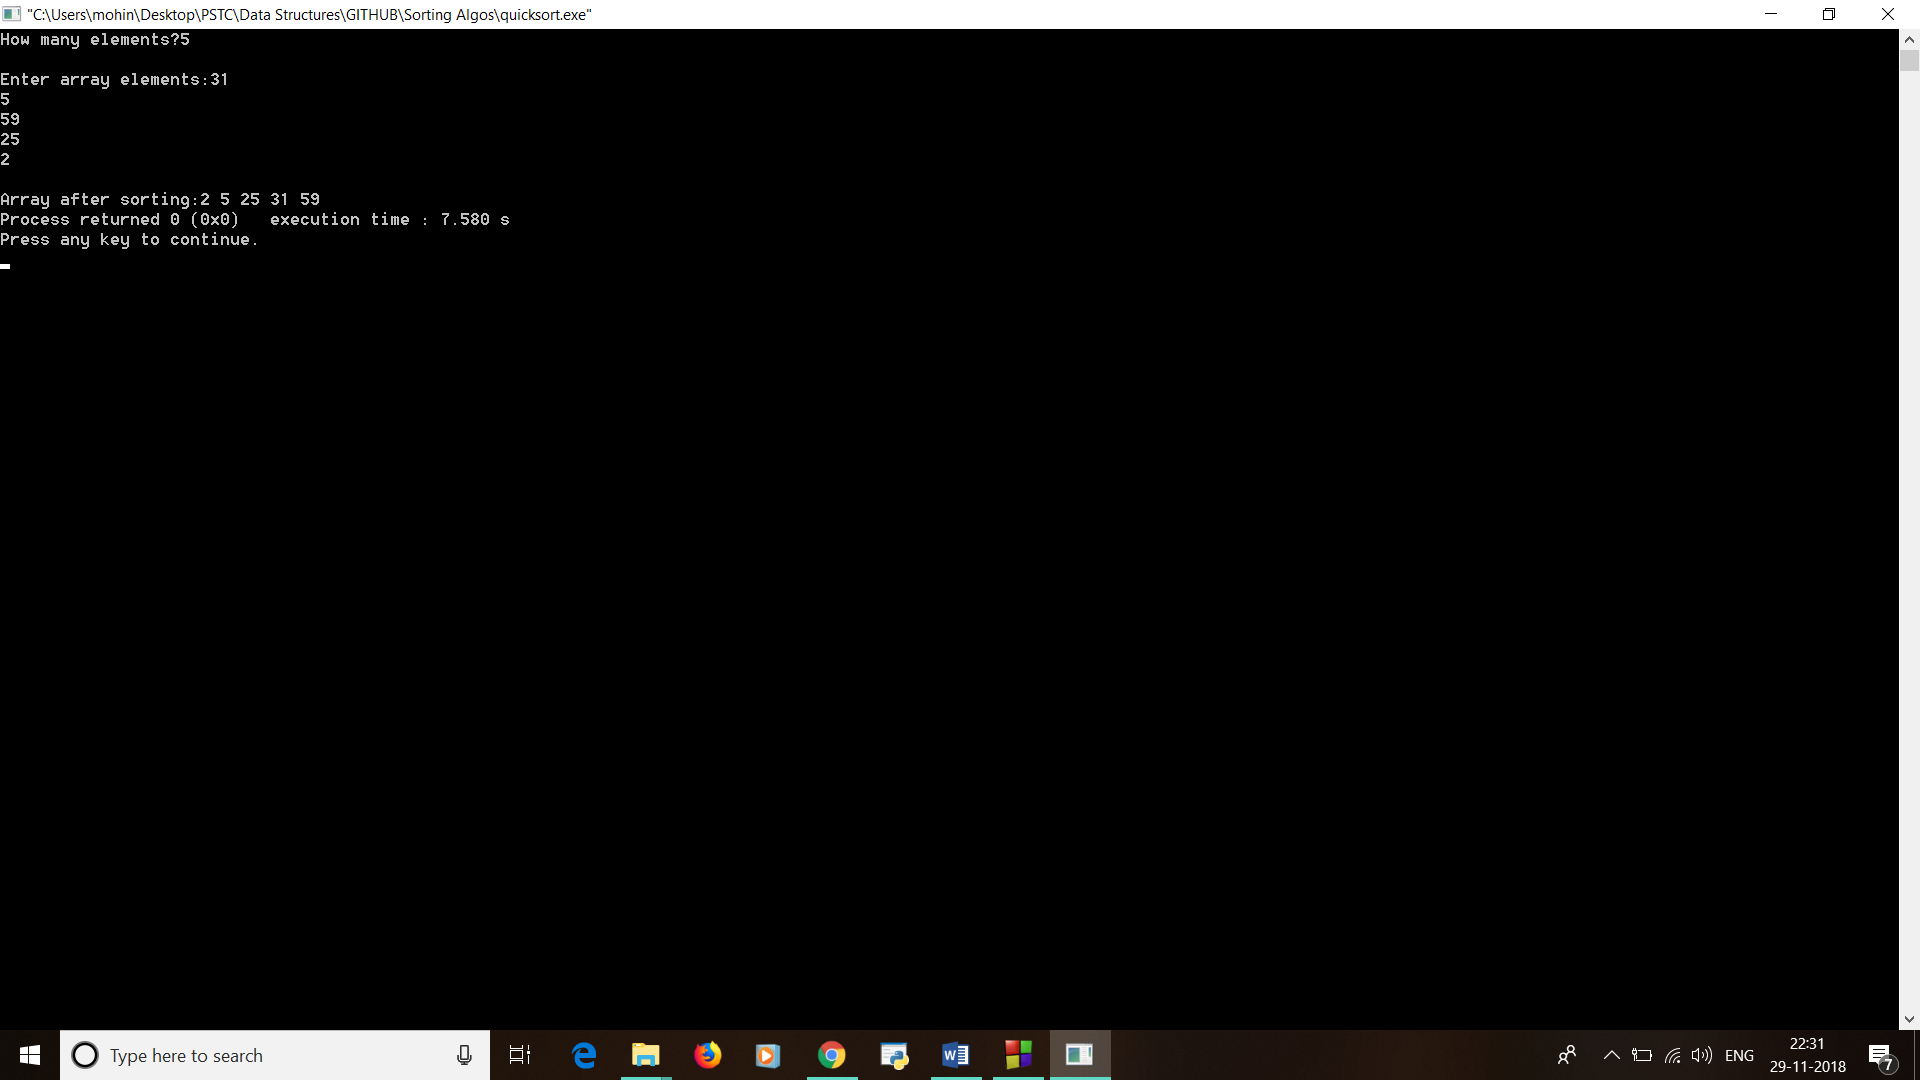 "C:\Users\mohin\Desktop\PSTC\Data Structures\GITHUB\Sorting Algos\quicksort.exe"
How many elements?5
Enter array elements:31
5
59
25
2
Array after sorting:2 5 25 31 59
Process returned 0 (0x0)   execution time : 7.580 s
Press any key to continue.
Type here to search
W
ENG
22:31
29-11-2018
7